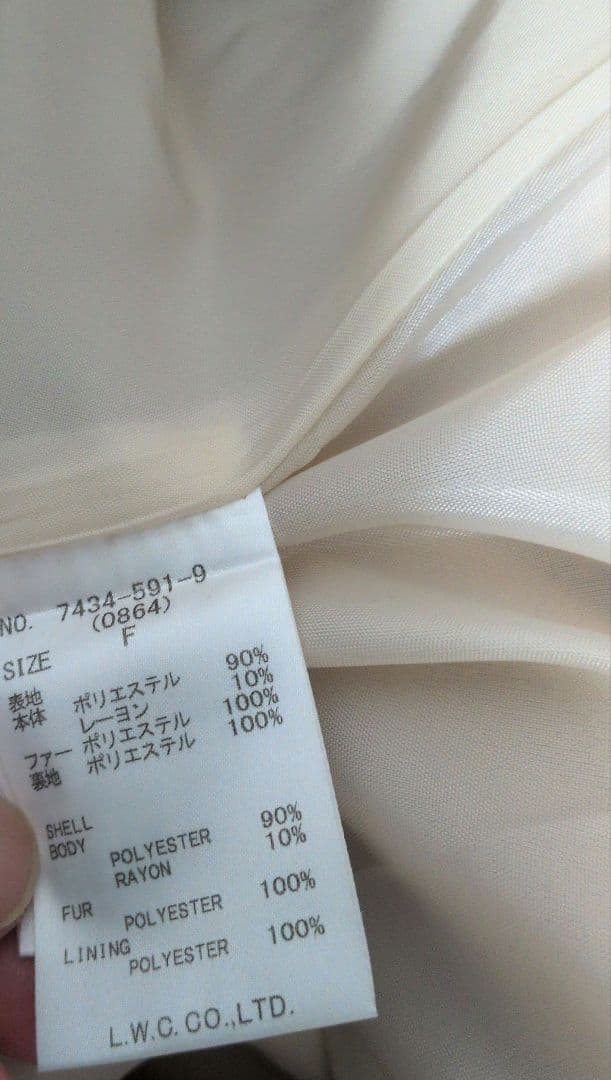 NO. 7434-591-9
(0864)
SIZE F
表地
本体 ポリエステル 90%
レーヨン 10%
ファー ポリエステル 100%
裏地 ポリエステル 100%
SHELL
BODY POLYESTER 90%
RAYON 10%
FUR POLYESTER 100%
LINING POLYESTER 100%
L.W.C.CO.,LTD.